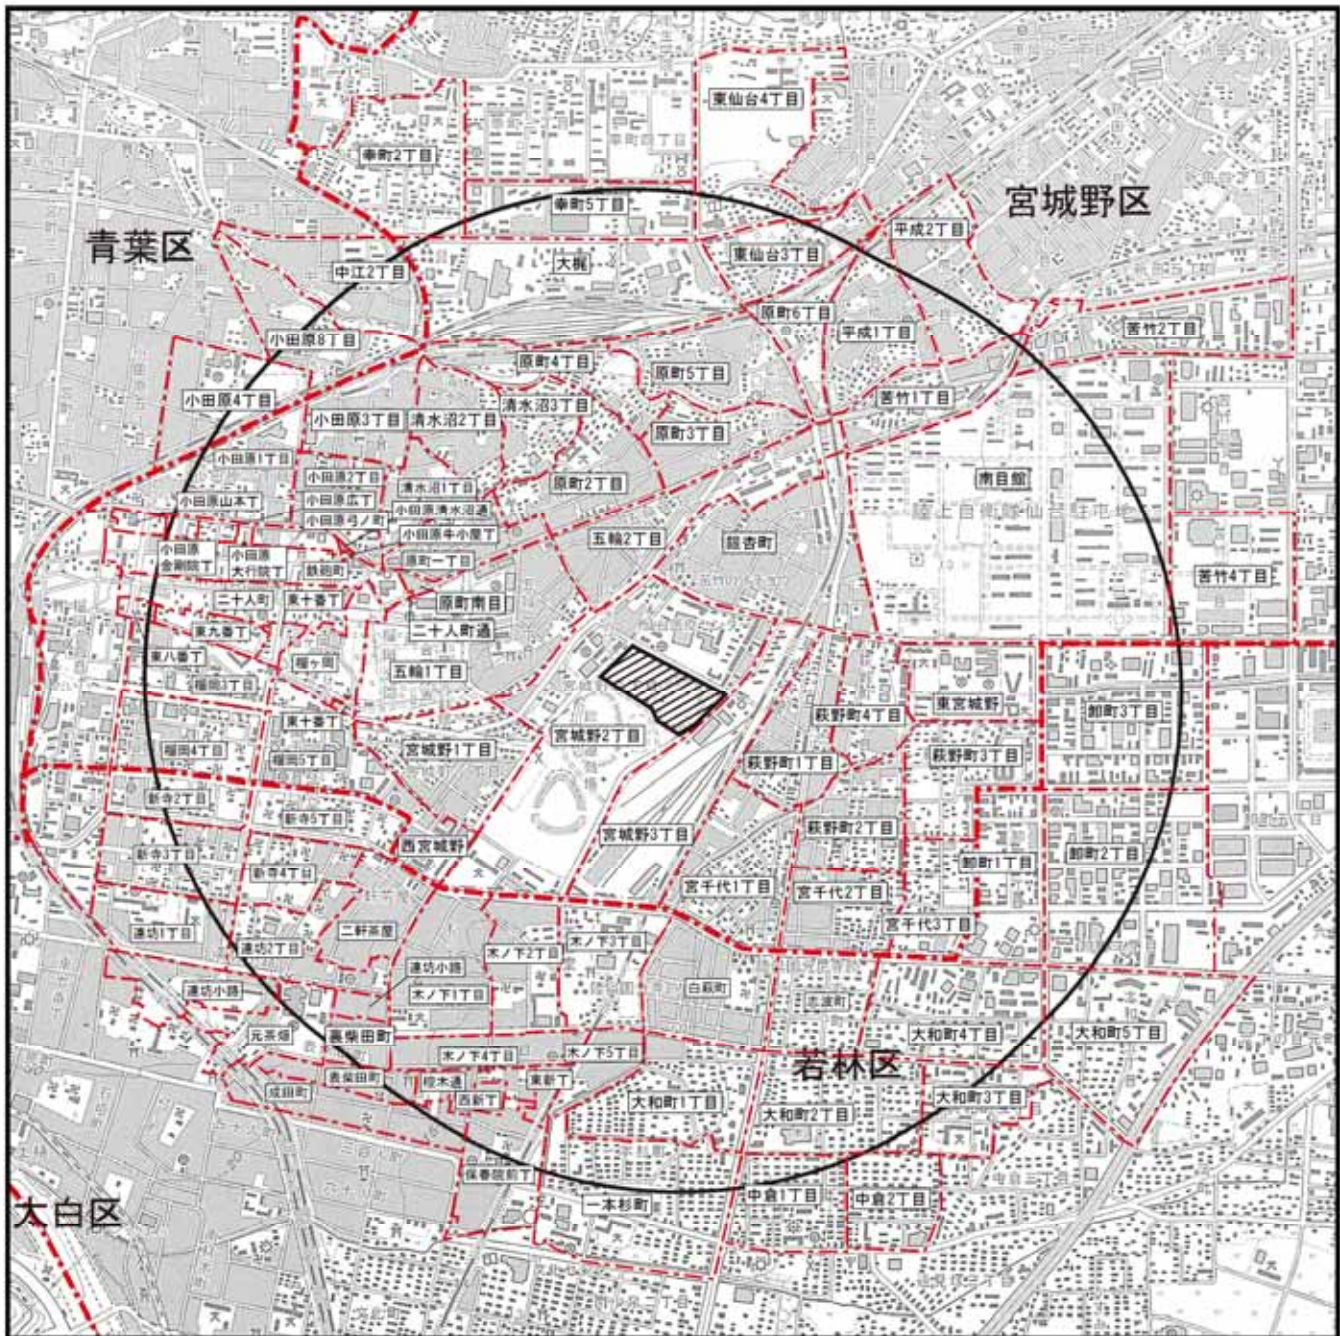 東仙台4丁目
幸町2丁目
宮城野区
幸町5丁目
平成2丁目
青葉区
東仙台3丁目
大梶
中江2丁目
原町6丁目
苦竹2丁目
平成1丁目
小田原8丁目
原町4丁目
原町5丁目
小田原4丁目
苦竹1丁目
清水沼3丁目
小田原3丁目
清水沼2丁目
原町3丁目
小田原1丁目
小田原2丁目
南目館
原町2丁目
清水沼1丁目
小田原山本丁
小田原広丁
小田原清水沼通
陸上自衛隊仙台駐屯地
小田原弓ノ町
小田原牛小屋丁
五輪2丁目
銀杏町
小田原
金剛院丁
小田原
大行院丁
原町一丁目
鉄砲町
苦竹4丁目
二十人町
東十番丁
原町南目
二十人町通
東九番丁
東八番丁
榴ヶ岡
五輪1丁目
榴岡3丁目
東宮城野
萩野町4丁目
卸町3丁目
東十番丁
宮城野2丁目
宮城野1丁目
榴岡4丁目
榴岡5丁目
萩野町3丁目
萩野町1丁目
新寺2丁目
新寺5丁目
萩野町2丁目
宮城野3丁目
西宮城野
新寺3丁目
卸町1丁目
卸町2丁目
新寺4丁目
宮千代1丁目
宮千代2丁目
宮千代3丁目
連坊1丁目
二軒茶屋
連坊2丁目
木ノ下3丁目
木ノ下2丁目
連坊小路
連坊小路
木ノ下1丁目
白萩町
志波町
元茶畑
裏柴田町
大和町4丁目
大和町5丁目
木ノ下4丁目
木ノ下5丁目
若林区
表柴田町
椌木通
東新丁
成田町
西新丁
大和町1丁目
大和町2丁目
大和町3丁目
保春院前丁
一本杉町
中倉1丁目
中倉2丁目
太白区